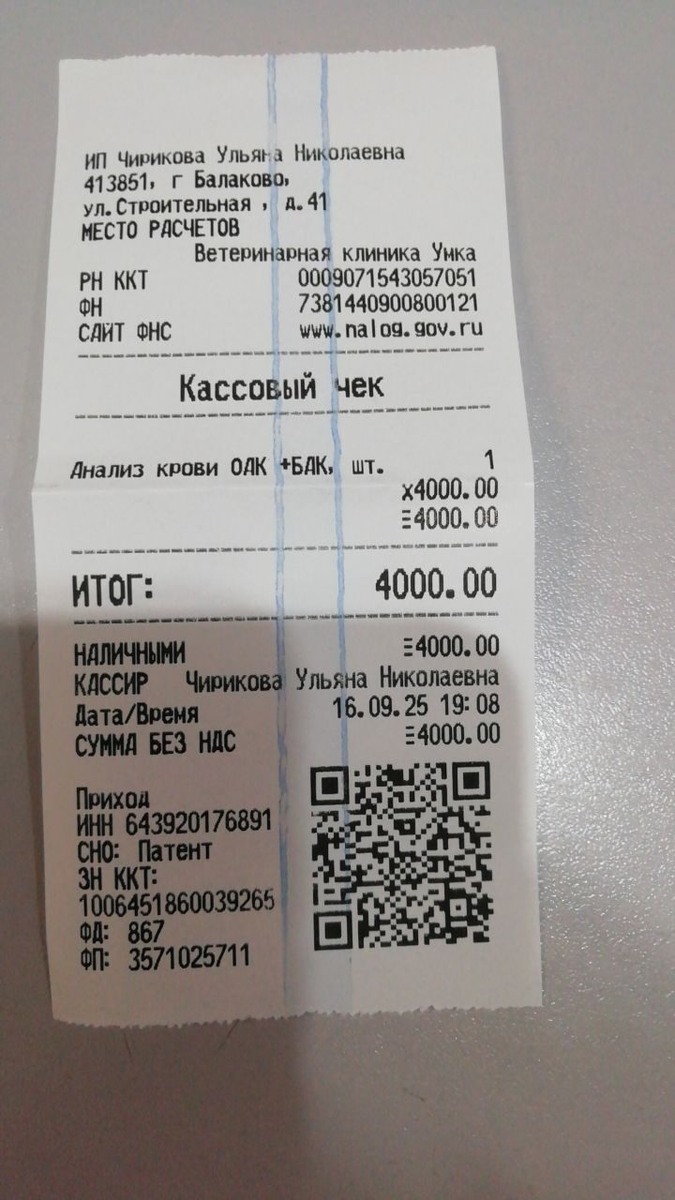 ИП Чирикова Ульяна Николаевна
413851, г Балаково,
ул.Строительная , д.41
МЕСТО РАСЧЕТОВ
Ветеринарная клиника Умка
РН ККТ 0009071543057051
ФН 7381440900800121
САЙТ ФНС www.nalog.gov.ru
Кассовый чек
Анализ крови ОАК +БАК, шт. 1
x4000.00
≡4000.00
ИТОГ: 4000.00
НАЛИЧНЫМИ ≡4000.00
КАССИР Чирикова Ульяна Николаевна
Дата/Время 16.09.25 19:08
СУММА БЕЗ НДС ≡4000.00
Приход
ИНН 643920176891
СНО: Патент
ЗН ККТ:
1006451860039265
ФД: 867
ФП: 3571025711